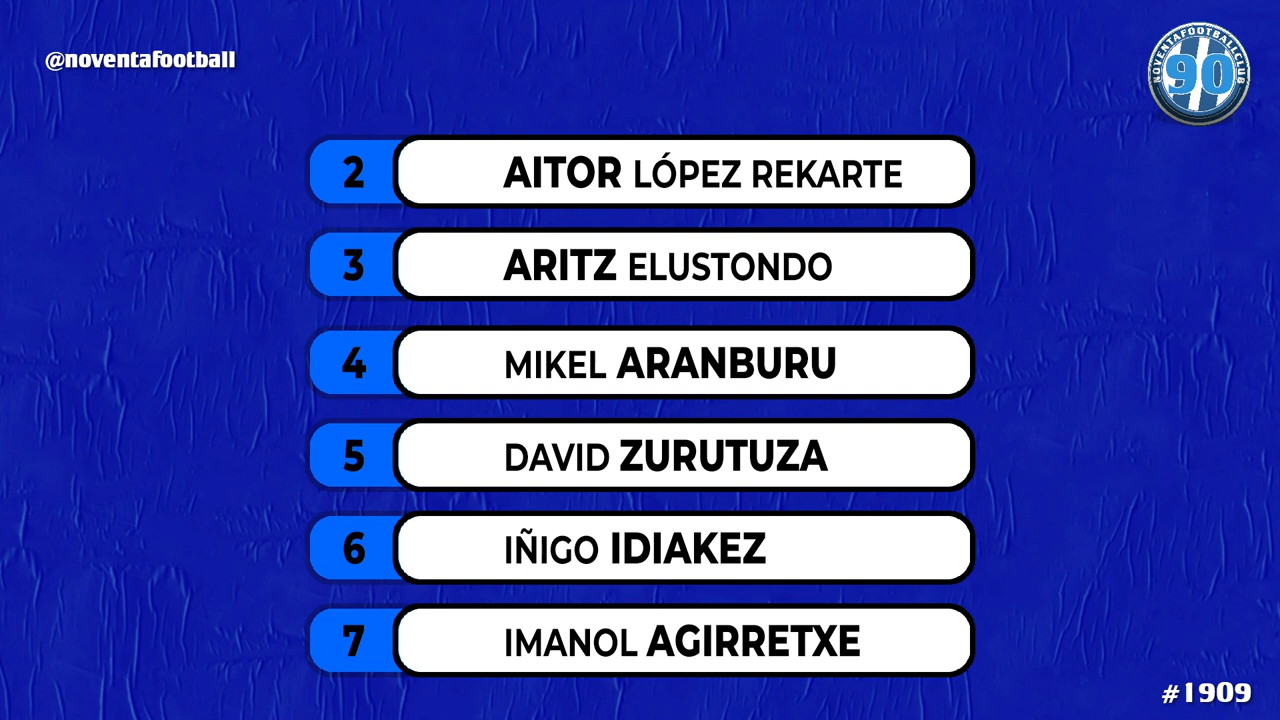 @noventafootball
NOVENTAFOOTBALLCLUB
90
2 AITOR LÓPEZ REKARTE
3 ARITZ ELUSTONDO
4 MIKEL ARANBURU
5 DAVID ZURUTUZA
6 IÑIGO IDIAKEZ
7 IMANOL AGIRRETXE
#1909